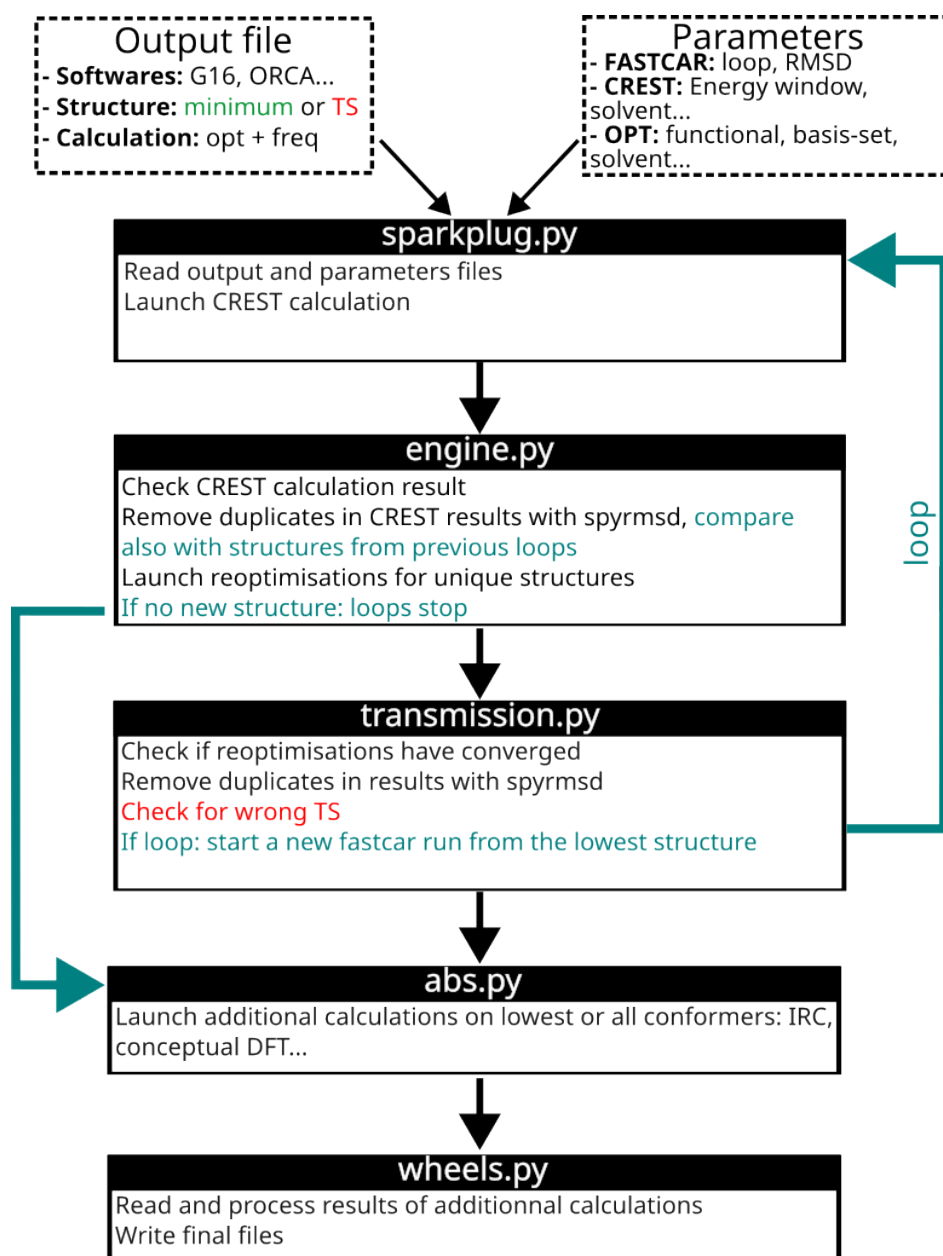 Output file
- Softwares: G16, ORCA...
- Structure: minimum or TS
- Calculation: opt + freq
Parameters
- FASTCAR: loop, RMSD
- CREST: Energy window,
solvent...
- OPT: functional, basis-set,
solvent...
sparkplug.py
Read output and parameters files
Launch CREST calculation
engine.py
Check CREST calculation result
Remove duplicates in CREST results with spyrmsd, compare
also with structures from previous loops
Launch reoptimisations for unique structures
If no new structure: loops stop
loop
transmission.py
Check if reoptimisations have converged
Remove duplicates in results with spyrmsd
Check for wrong TS
If loop: start a new fastcar run from the lowest structure
abs.py
Launch additional calculations on lowest or all conformers: IRC,
conceptual DFT...
wheels.py
Read and process results of additionnal calculations
Write final files